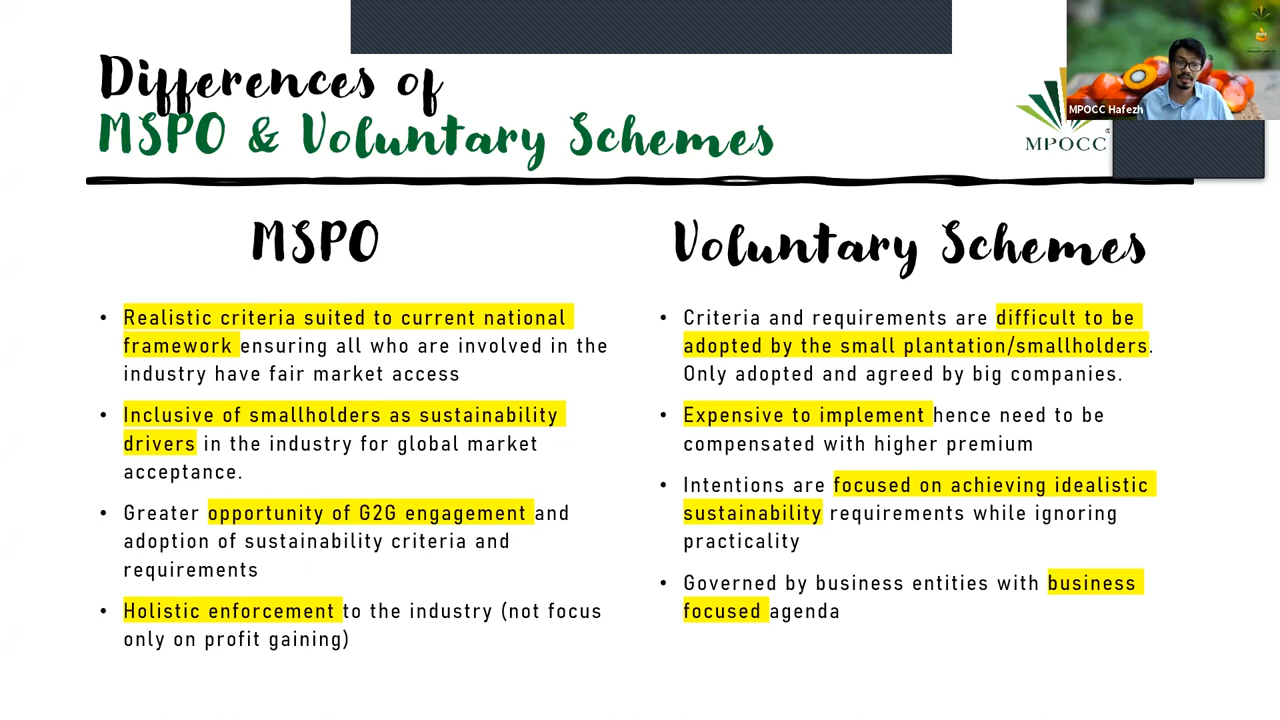 Differences of
MSPO & Voluntary Schemes
MPOCC Hafezh
MPOCC®
MSPO
• Realistic criteria suited to current national
framework ensuring all who are involved in the
industry have fair market access
• Inclusive of smallholders as sustainability
drivers in the industry for global market
acceptance.
• Greater opportunity of G2G engagement and
adoption of sustainability criteria and
requirements
• Holistic enforcement to the industry (not focus
only on profit gaining)
Voluntary Schemes
• Criteria and requirements are difficult to be
adopted by the small plantation/smallholders.
Only adopted and agreed by big companies.
• Expensive to implement hence need to be
compensated with higher premium
• Intentions are focused on achieving idealistic
sustainability requirements while ignoring
practicality
• Governed by business entities with business
focused agenda